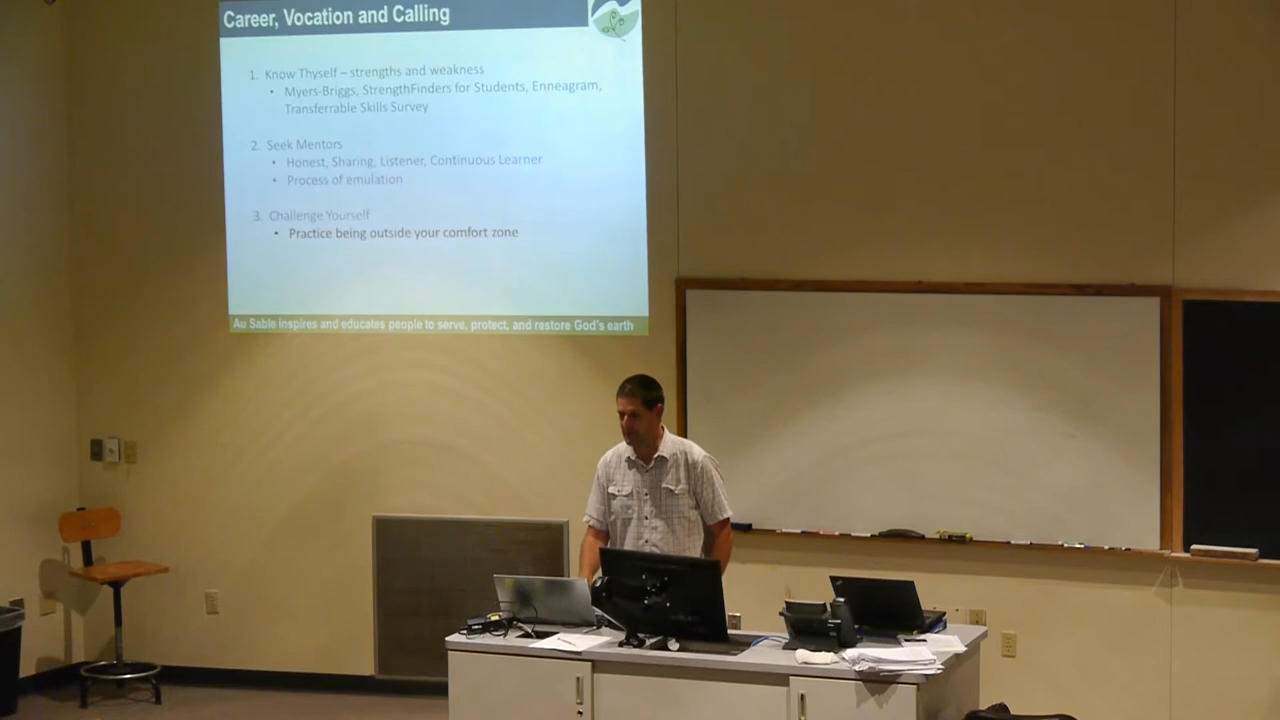 Career, Vocation and Calling
1. Know Thyself – strengths and weakness
• Myers-Briggs, StrengthFinders for Students, Enneagram,
Transferrable Skills Survey
2. Seek Mentors
• Honest, Sharing, Listener, Continuous Learner
• Process of emulation
3. Challenge Yourself
• Practice being outside your comfort zone
Au Sable inspires and educates people to serve, protect, and restore God's earth